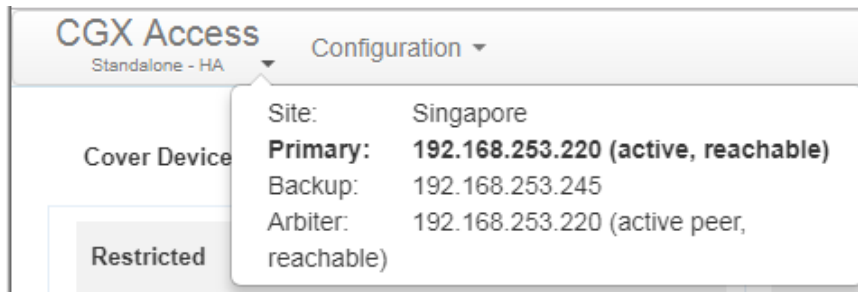 CGX Access
Standalone - HA
Configuration
Site: Singapore
Primary: 192.168.253.220 (active, reachable)
Backup: 192.168.253.245
Arbiter: 192.168.253.220 (active peer,
reachable)
Cover Device
Restricted